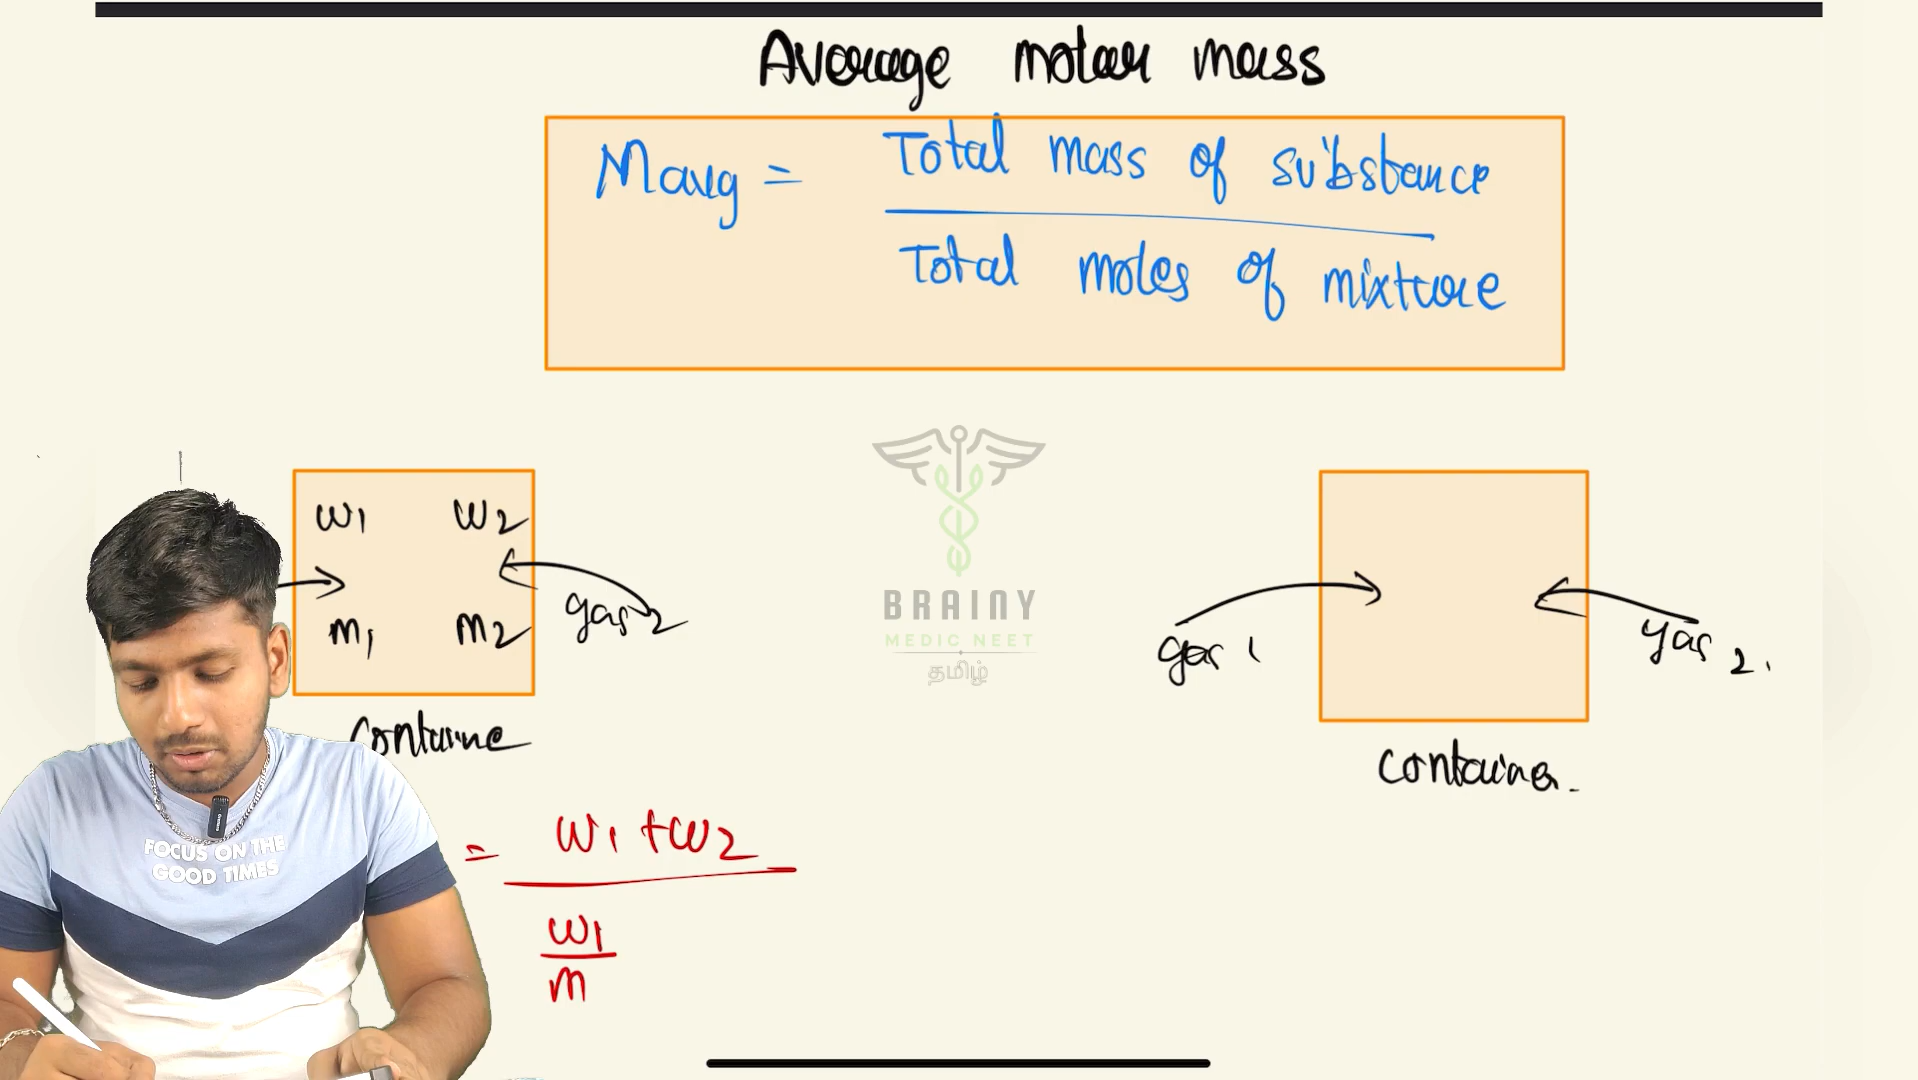 Average molar mass
Mavg = Total mass of substance
Total moles of mixture
w1 w2
m1 m2
gas 2
containe
gas 1
gas 2.
container.
= w1 + w2
w1
m
BRAINY
MEDIC NEET
தமிழ்
FOCUS ON THE
GOOD TIMES